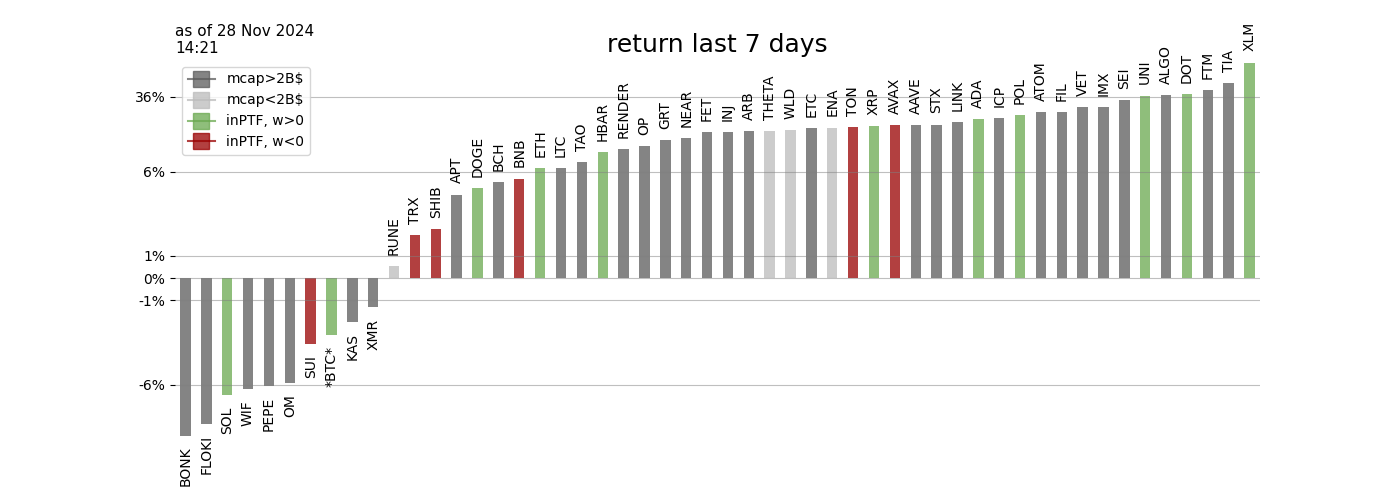 as of 28 Nov 2024
14:21
return last 7 days
mcap>2B$
mcap<2B$
inPTF, w>0
inPTF, w<0
36%
6%
1%
0%
-1%
-6%
BONK
FLOKI
SOL
WIF
PEPE
OM
SUI
*BTC*
KAS
XMR
RUNE
TRX
SHIB
APT
DOGE
BCH
BNB
ETH
LTC
TAO
HBAR
RENDER
OP
GRT
NEAR
FET
INJ
ARB
THETA
WLD
ETC
ENA
TON
XRP
AVAX
AAVE
STX
LINK
ADA
ICP
POL
ATOM
FIL
VET
IMX
SEI
UNI
ALGO
DOT
FTM
TIA
XLM